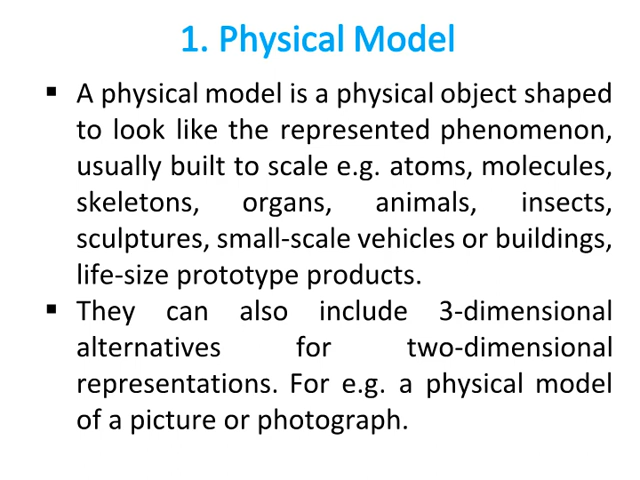 1. Physical Model
▪ A physical model is a physical object shaped
to look like the represented phenomenon,
usually built to scale e.g. atoms, molecules,
skeletons, organs, animals, insects,
sculptures, small-scale vehicles or buildings,
life-size prototype products.
▪ They can also include 3-dimensional
alternatives for two-dimensional
representations. For e.g. a physical model
of a picture or photograph.